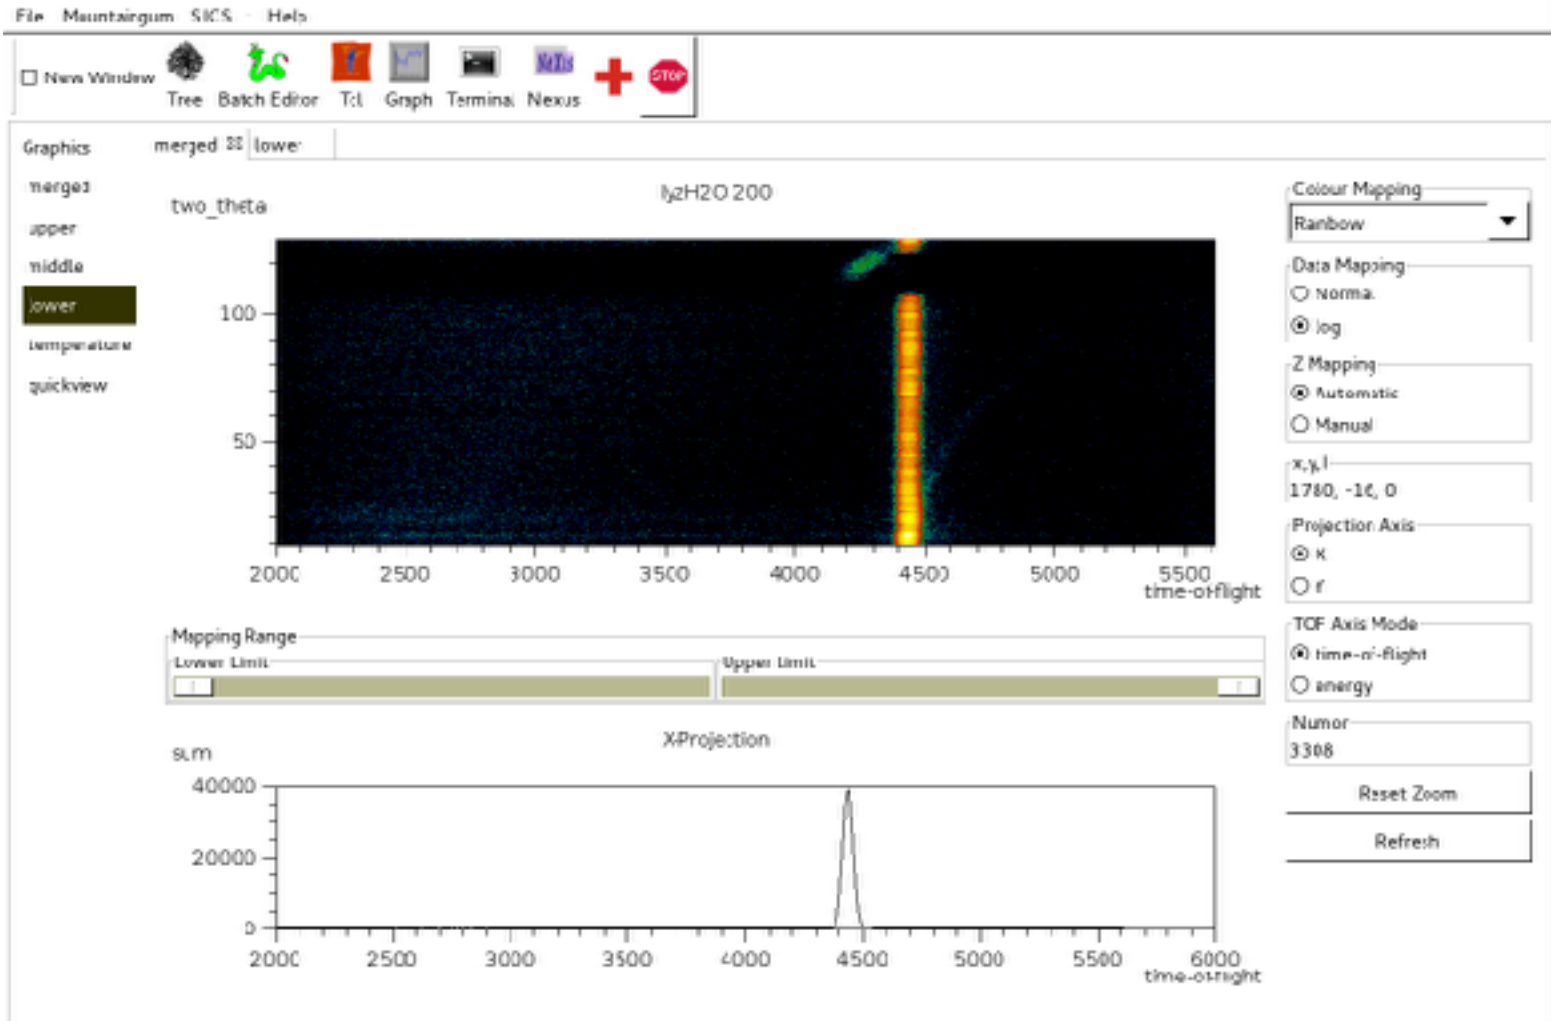 File Mountaingum SICS Help
New Window
Tree Batch Editor Tcl Graph Terminal Nexus
STOP
NeXus
Graphics
merged
upper
middle
lower
temperature
quickview
merged lower
lyzH2O 200
two_theta
100
50
2000 2500 3000 3500 4000 4500 5000 5500
time-of-flight
Mapping Range
Lower Limit Upper Limit
X-Projection
sum
40000
20000
0
2000 2500 3000 3500 4000 4500 5000 5500 6000
time-of-flight
Colour Mapping
Rainbow
Data Mapping
Normal
log
Z Mapping
Automatic
Manual
x,y,I
1780, -16, 0
Projection Axis
X
Y
TOF Axis Mode
time-of-flight
energy
Numor
3308
Reset Zoom
Refresh